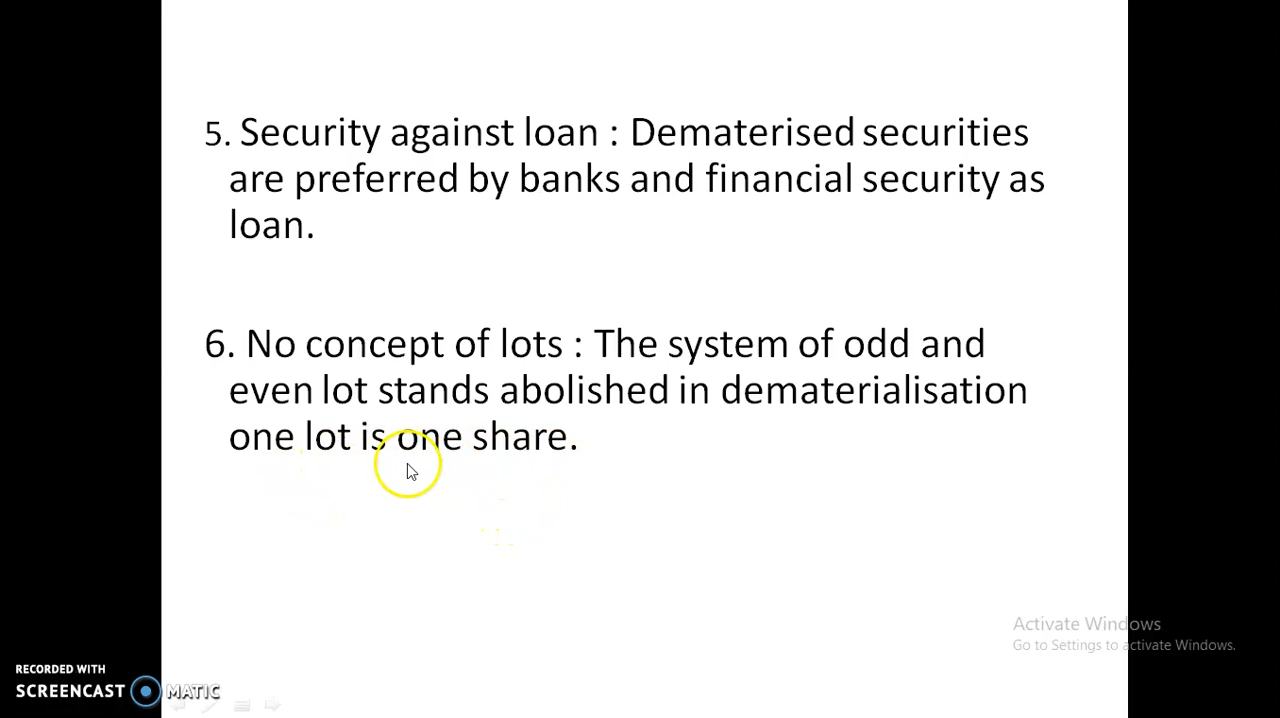 5. Security against loan : Dematerised securities
are preferred by banks and financial security as
loan.
6. No concept of lots : The system of odd and
even lot stands abolished in dematerialisation
one lot is one share.
Activate Windows
Go to Settings to activate Windows.
RECORDED WITH
SCREENCAST MATIC